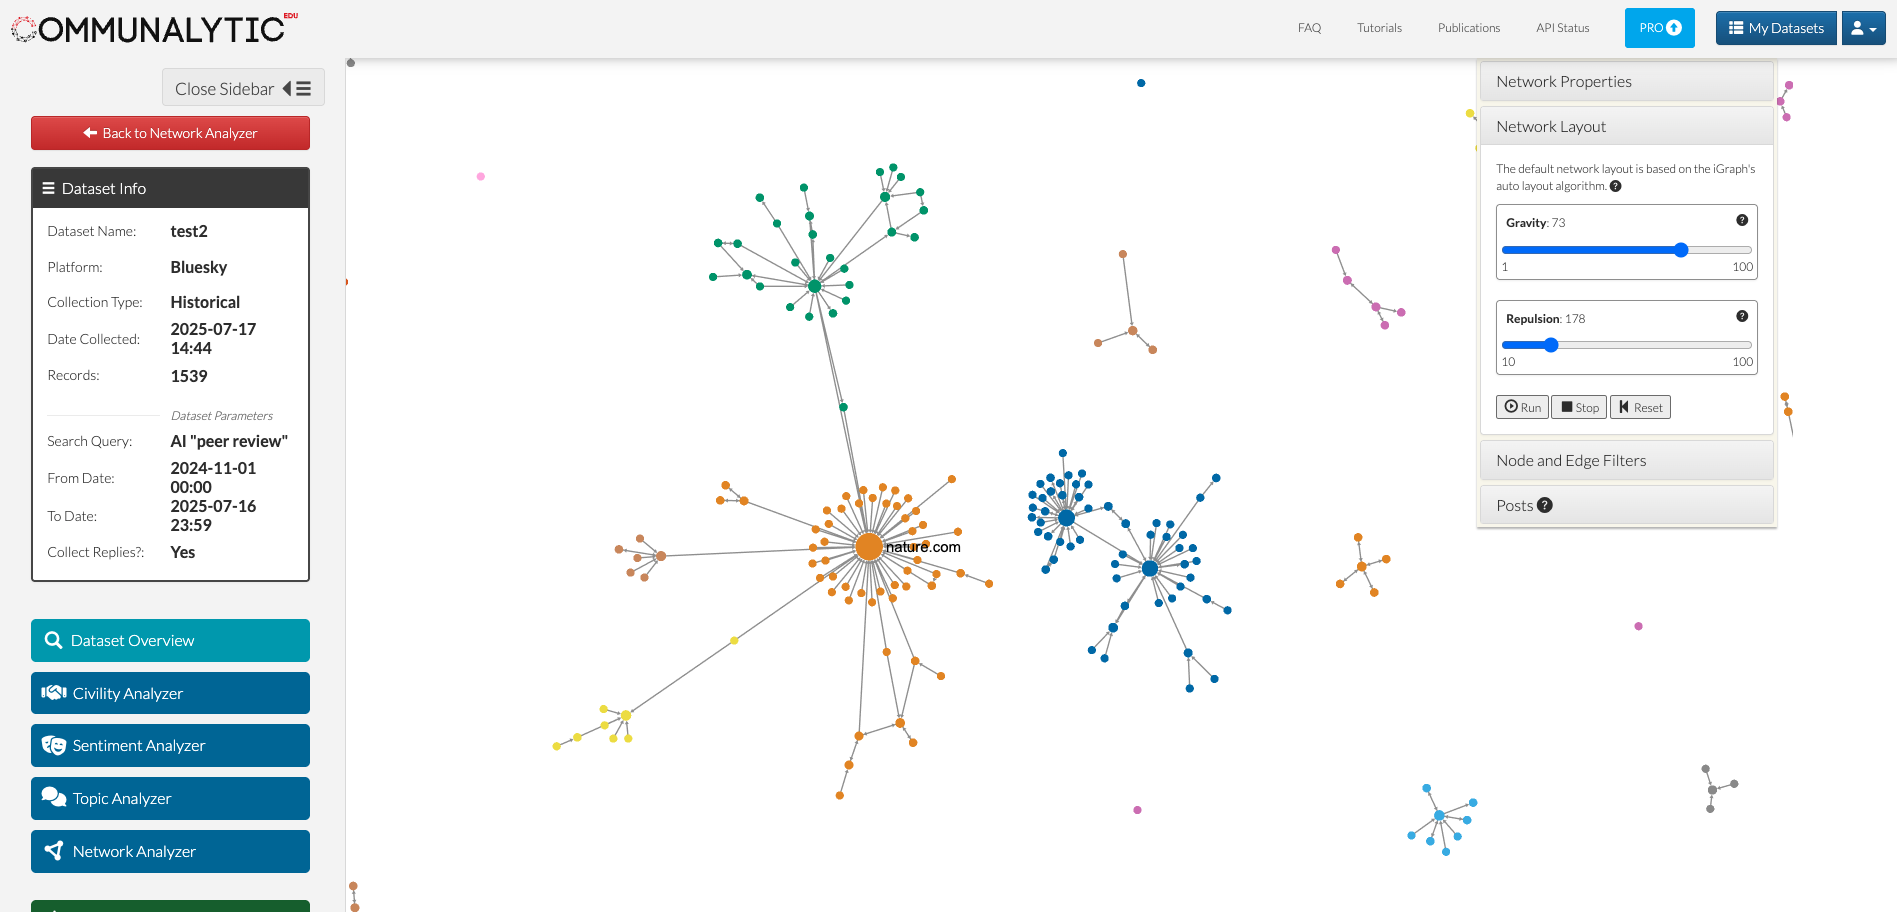 COMMUNALYTIC EDU
FAQ
Tutorials
Publications
API Status
PRO
My Datasets
Close Sidebar
Back to Network Analyzer
Dataset Info
Dataset Name: test2
Platform: Bluesky
Collection Type: Historical
Date Collected: 2025-07-17
14:44
Records: 1539
Dataset Parameters
Search Query: AI "peer review"
From Date: 2024-11-01
00:00
To Date: 2025-07-16
23:59
Collect Replies?: Yes
Dataset Overview
Civility Analyzer
Sentiment Analyzer
Topic Analyzer
Network Analyzer
nature.com
Network Properties
Network Layout
The default network layout is based on the iGraph's
auto layout algorithm. ?
Gravity: 73 ?
1 100
Repulsion: 178 ?
10 100
Run Stop Reset
Node and Edge Filters
Posts ?